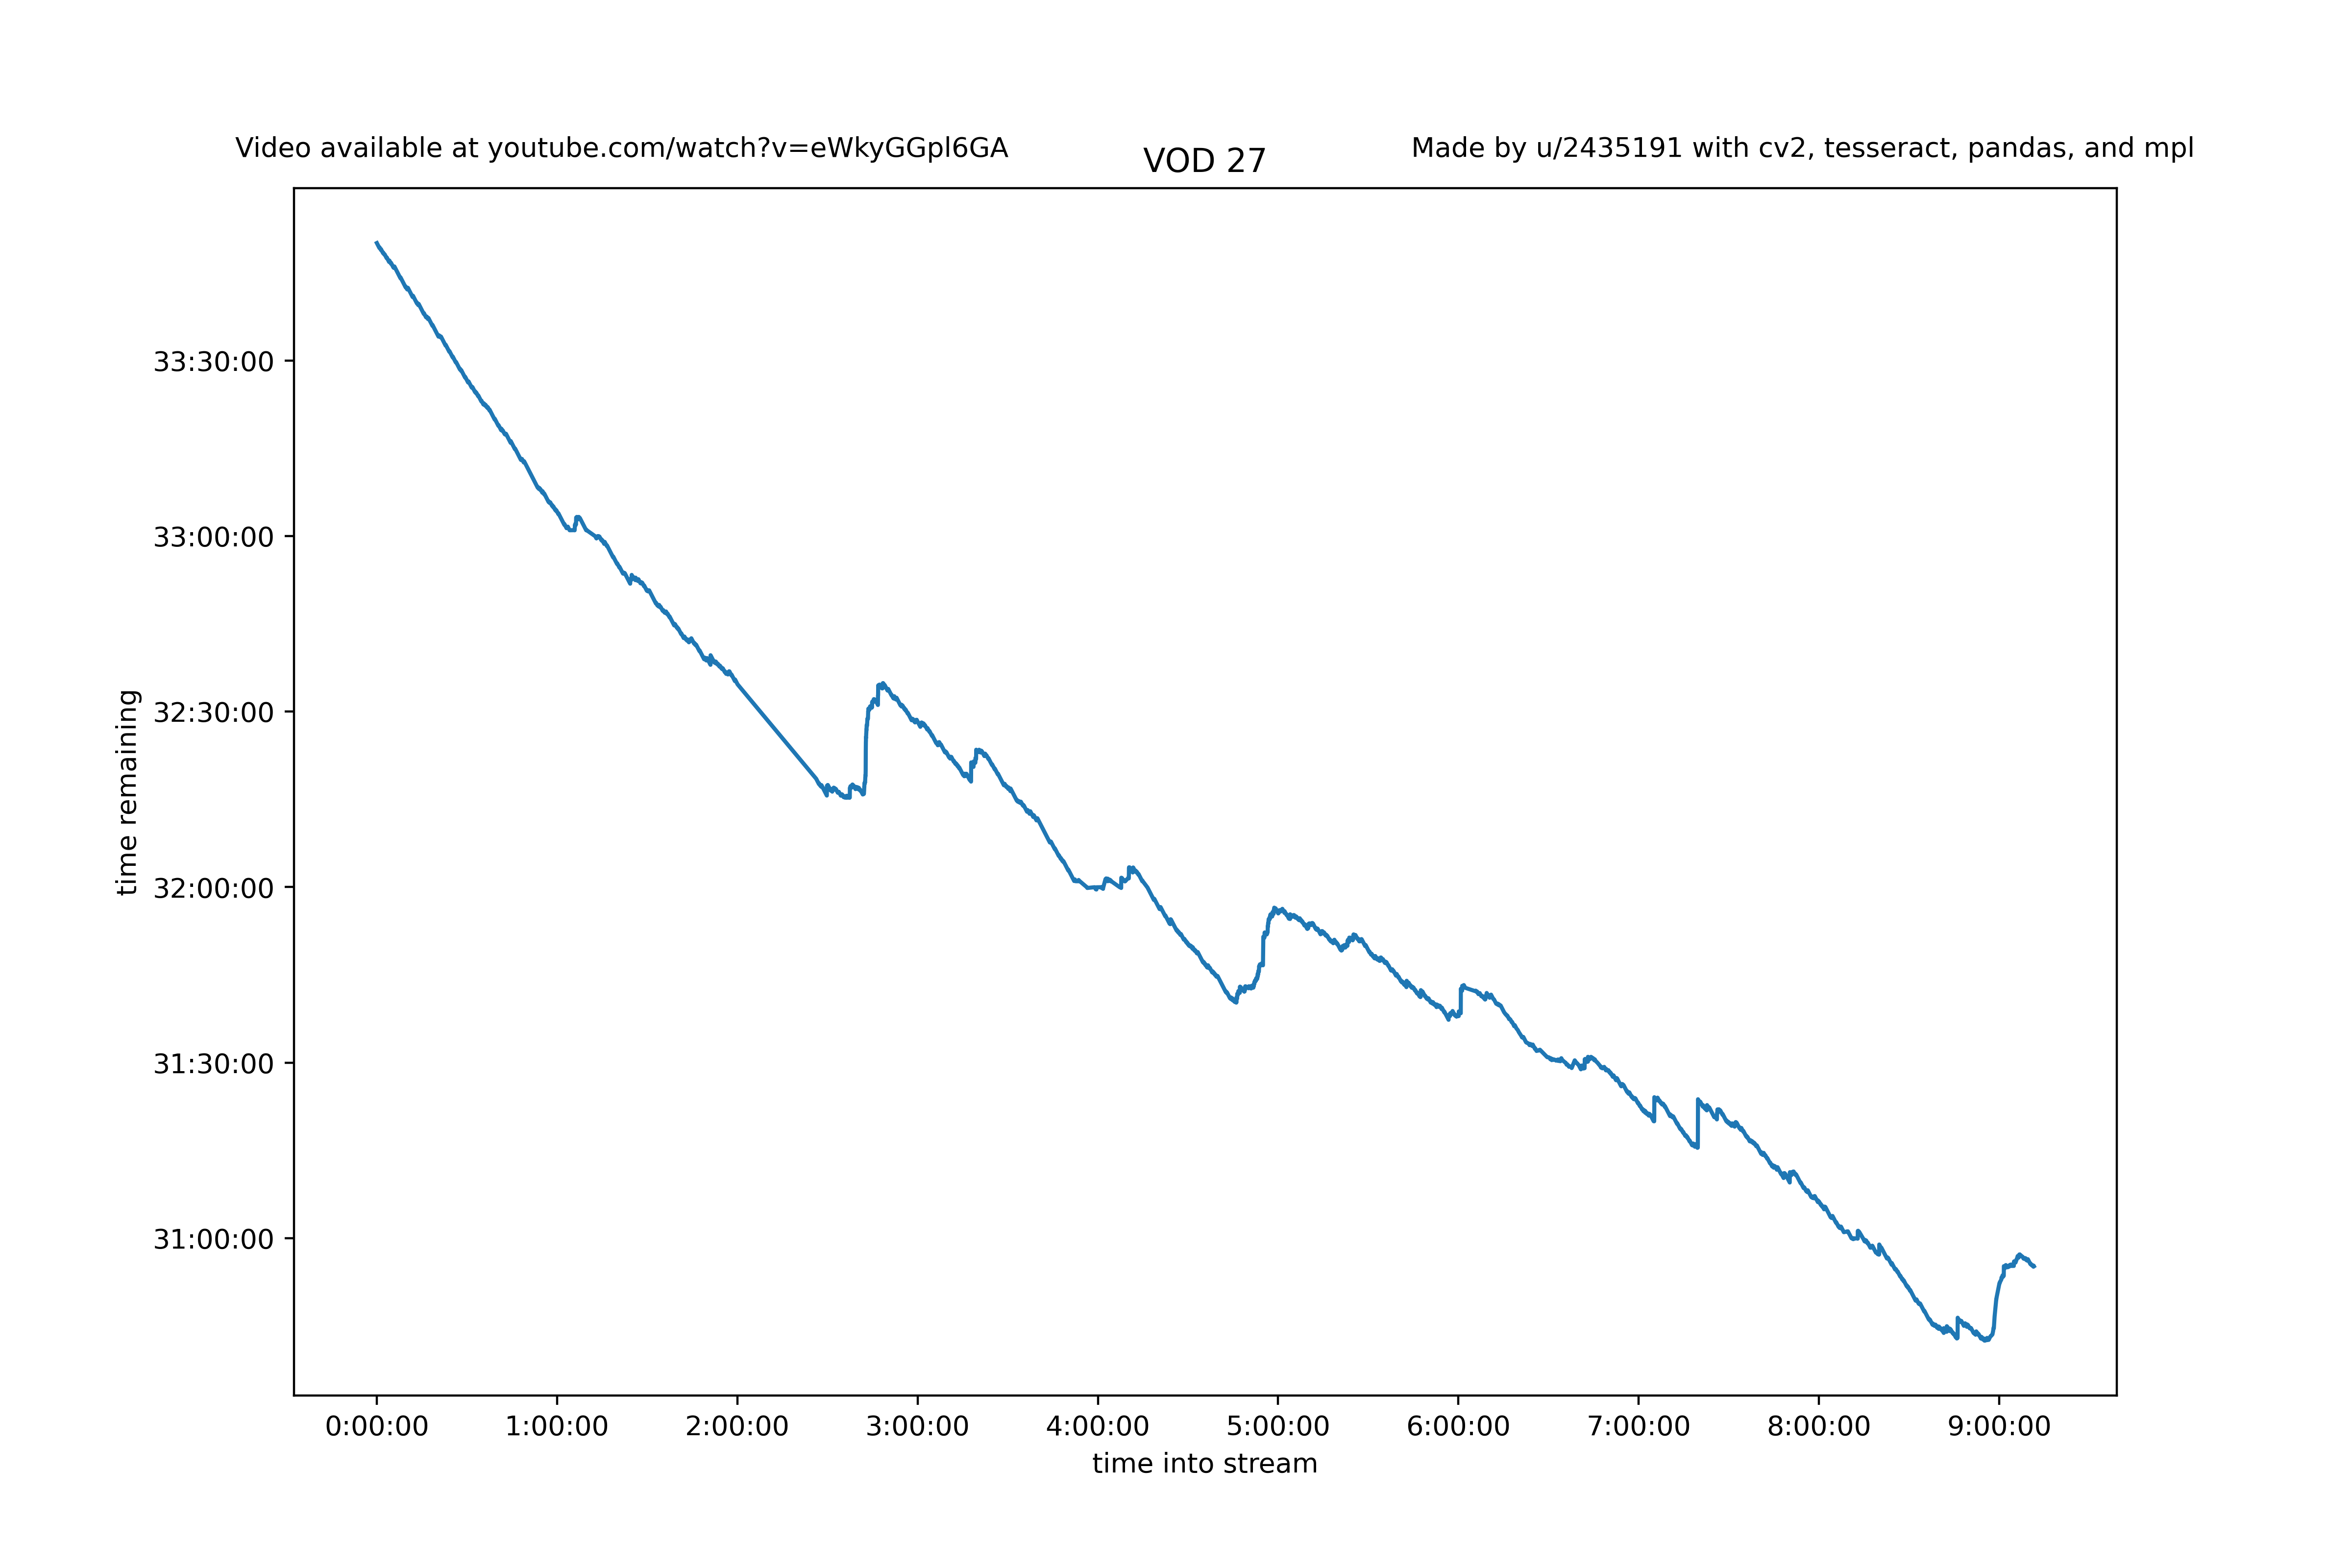 Video available at youtube.com/watch?v=eWkyGGpl6GA
VOD 27
Made by u/2435191 with cv2, tesseract, pandas, and mpl
time remaining
33:30:00
33:00:00
32:30:00
32:00:00
31:30:00
31:00:00
0:00:00 1:00:00 2:00:00 3:00:00 4:00:00 5:00:00 6:00:00 7:00:00 8:00:00 9:00:00
time into stream